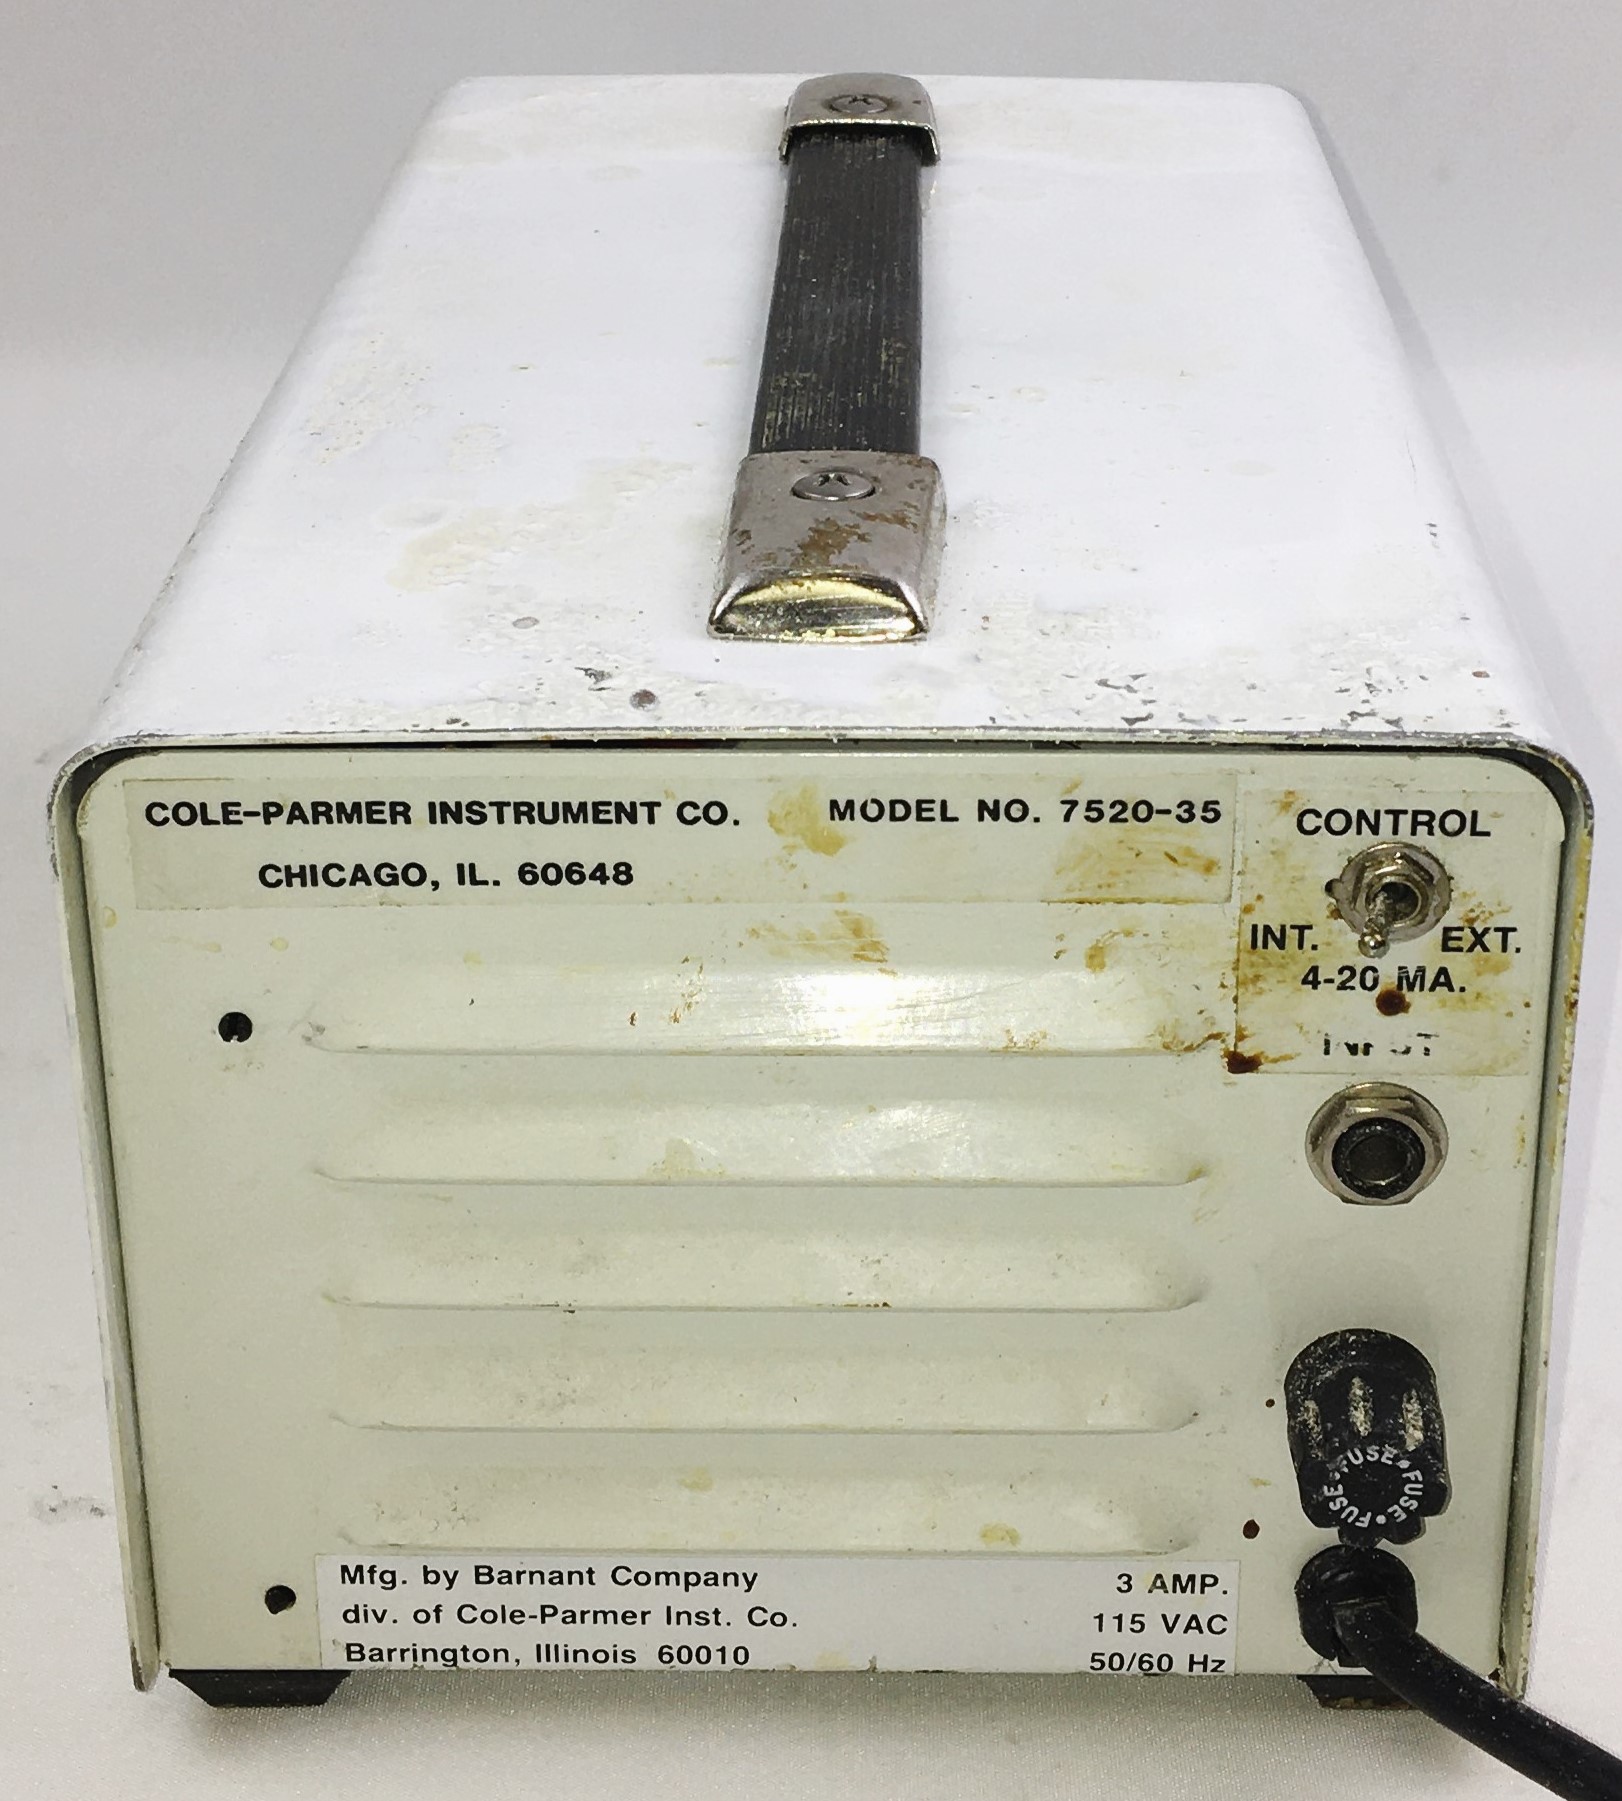 COLE-PARMER INSTRUMENT CO. MODEL NO. 7520-35
CHICAGO, IL. 60648
CONTROL
INT. EXT.
4-20 MA.
FUSE • FUSE • FUSE • FUSE
Mfg. by Barnant Company
div. of Cole-Parmer Inst. Co.
Barrington, Illinois 60010
3 AMP.
115 VAC
50/60 Hz